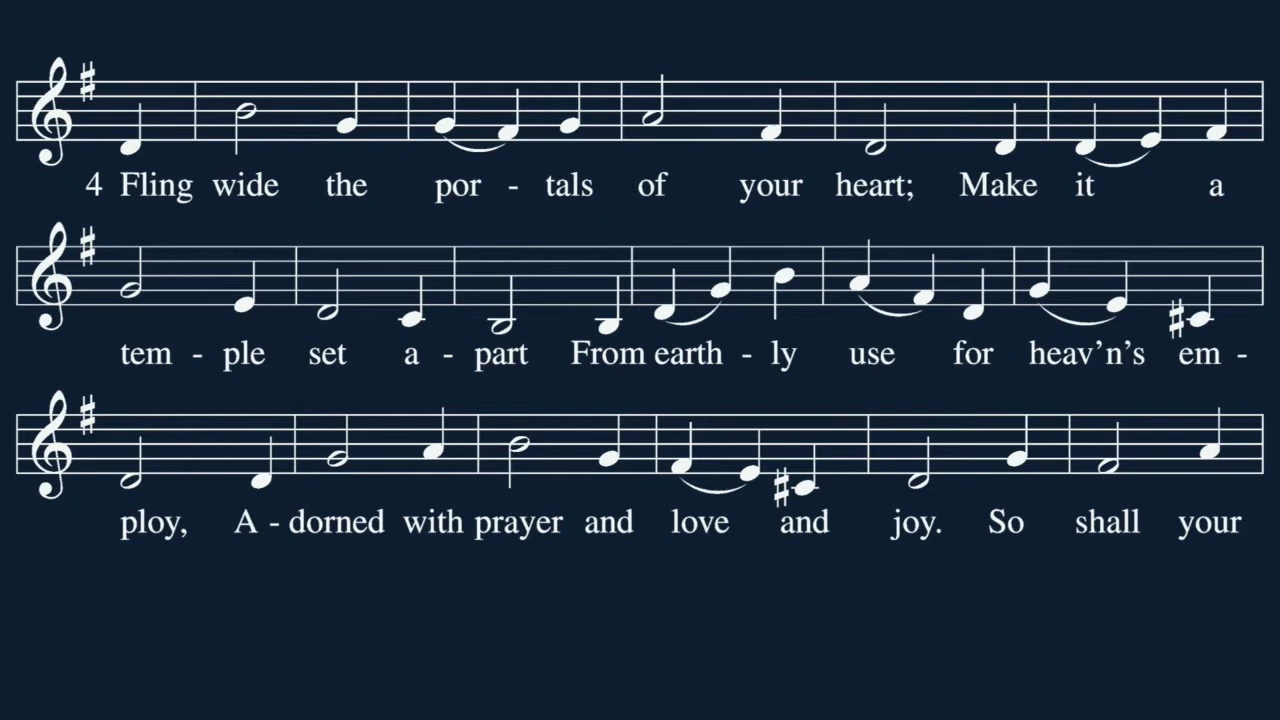 4 Fling wide the por - tals of your heart; Make it a
tem - ple set a - part From earth - ly use for heav’n’s em -
ploy, A - dorned with prayer and love and joy. So shall your